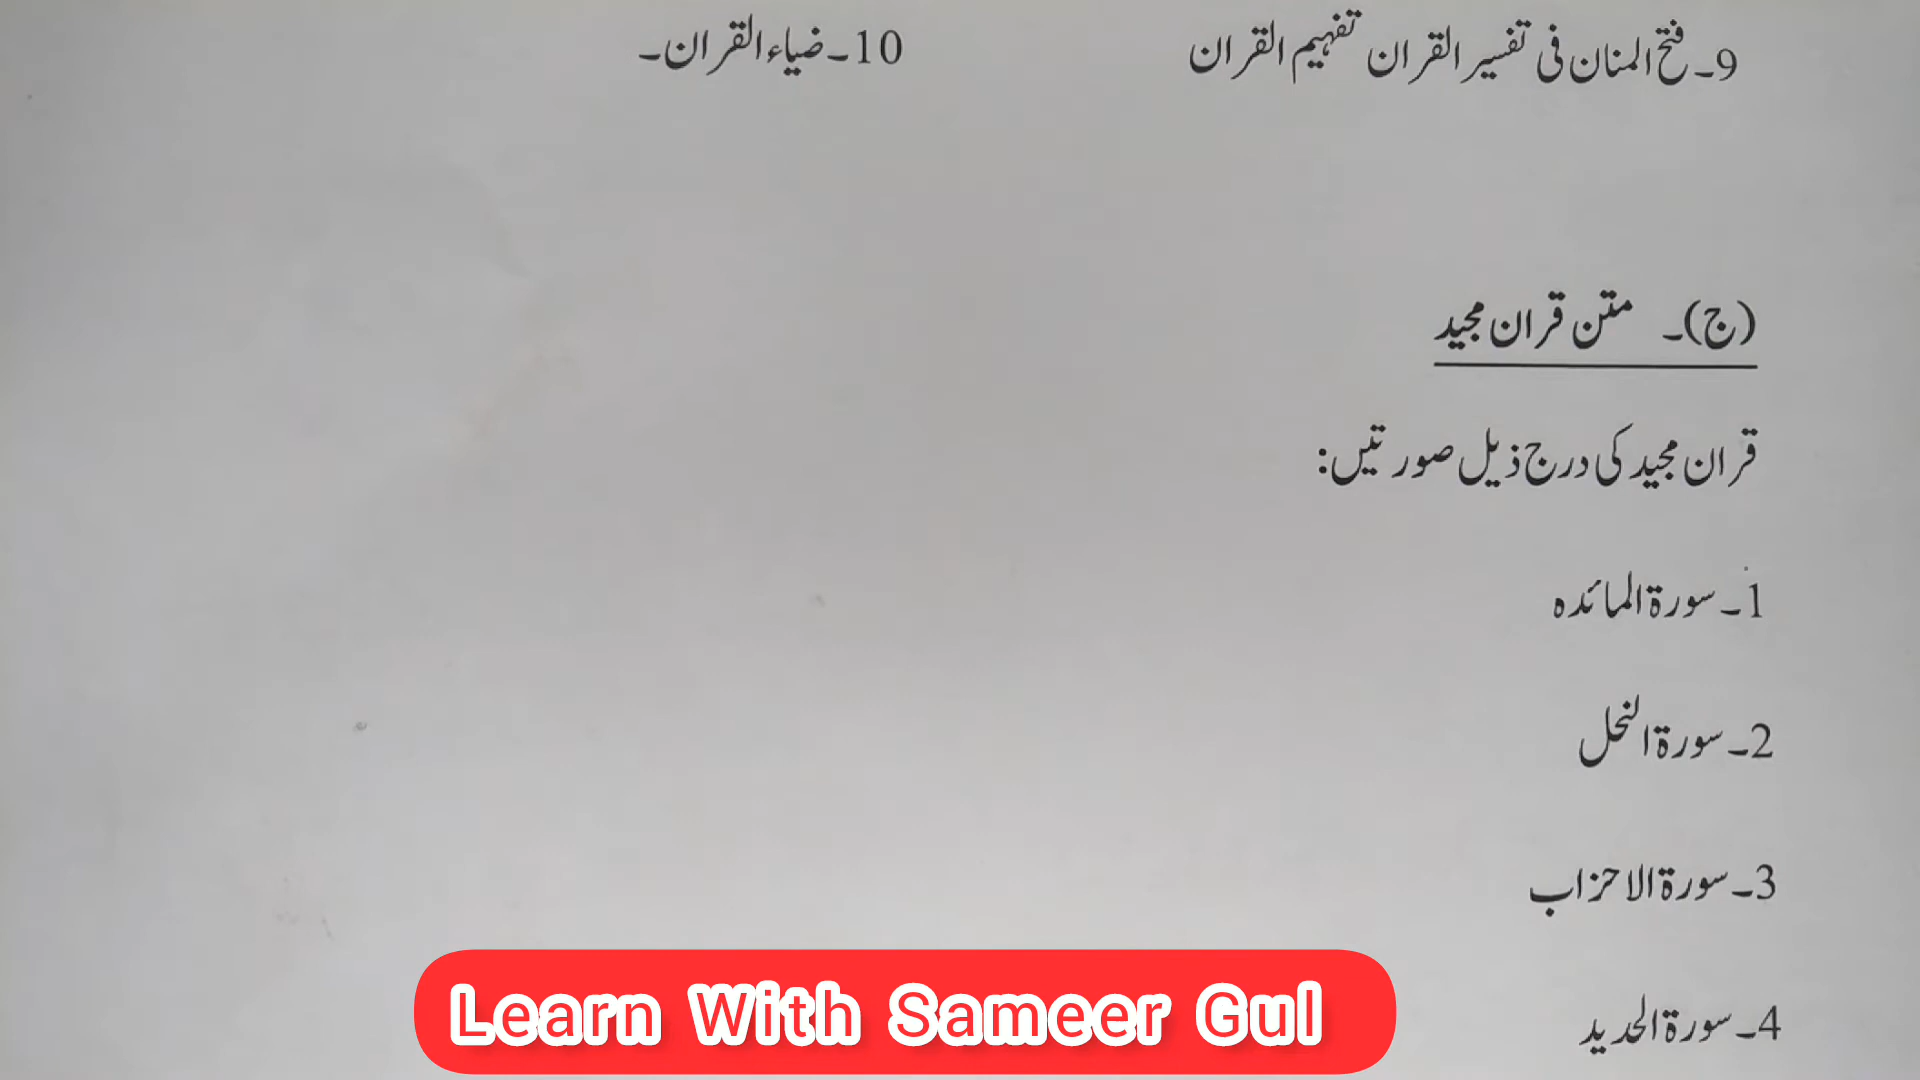 9۔ فتح المنان فی تفسیر القران تفہیم القران 10۔ ضیاء القران۔
(ج)۔ متن قران مجید
قران مجید کی درج ذیل صورتیں:
1۔ سورۃ المائدہ
2۔ سورۃ النحل
3۔ سورۃ الاحزاب
4۔ سورۃ الحدید
Learn With Sameer Gul